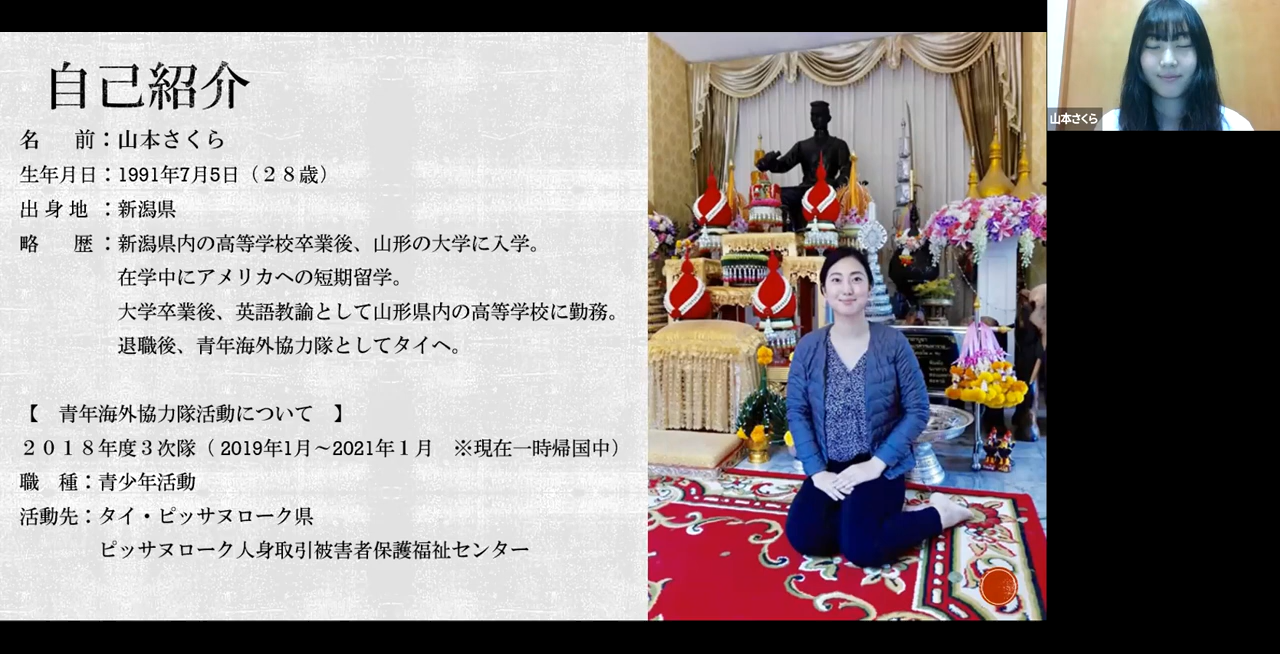 自己紹介
名　前：山本さくら
生年月日：1991年7月5日（２８歳）
出身地：新潟県
略　歴：新潟県内の高等学校卒業後、山形の大学に入学。
在学中にアメリカへの短期留学。
大学卒業後、英語教諭として山形県内の高等学校に勤務。
退職後、青年海外協力隊としてタイへ。
【　青年海外協力隊活動について　】
２０１８年度３次隊（ 2019年1月～2021年１月　※現在一時帰国中）
職　種：青少年活動
活動先：タイ・ピッサヌローク県
ピッサヌローク人身取引被害者保護福祉センター
山本さくら